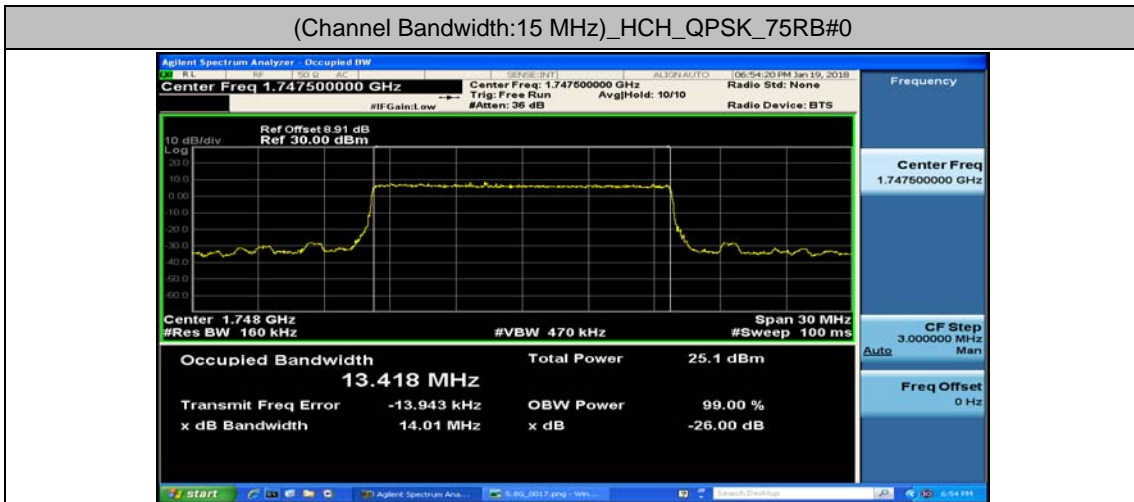 (Channel Bandwidth:15 MHz)_HCH_QPSK_75RB#0
Agilent Spectrum Analyzer - Occupied BW
RL RF 50 Ω AC SENSE:INT ALIGN AUTO 06:54:20 PM Jan 19, 2018
Center Freq 1.747500000 GHz
Center Freq: 1.747500000 GHz
Radio Std: None
Trig: Free Run Avg|Hold: 10/10
#IFGain:Low #Atten: 36 dB Radio Device: BTS
Frequency
Ref Offset 8.91 dB
10 dB/div Ref 30.00 dBm
Log
20.0
10.0
0.00
-10.0
-20.0
-30.0
-40.0
-50.0
-60.0
Center Freq
1.747500000 GHz
Center 1.748 GHz Span 30 MHz
#Res BW 160 kHz #VBW 470 kHz #Sweep 100 ms
CF Step
3.000000 MHz
Auto Man
Occupied Bandwidth Total Power 25.1 dBm
13.418 MHz
Freq Offset
0 Hz
Transmit Freq Error -13.943 kHz OBW Power 99.00 %
x dB Bandwidth 14.01 MHz x dB -26.00 dB
start Agilent Spectrum Ana... Search Desktop 6:54 PM